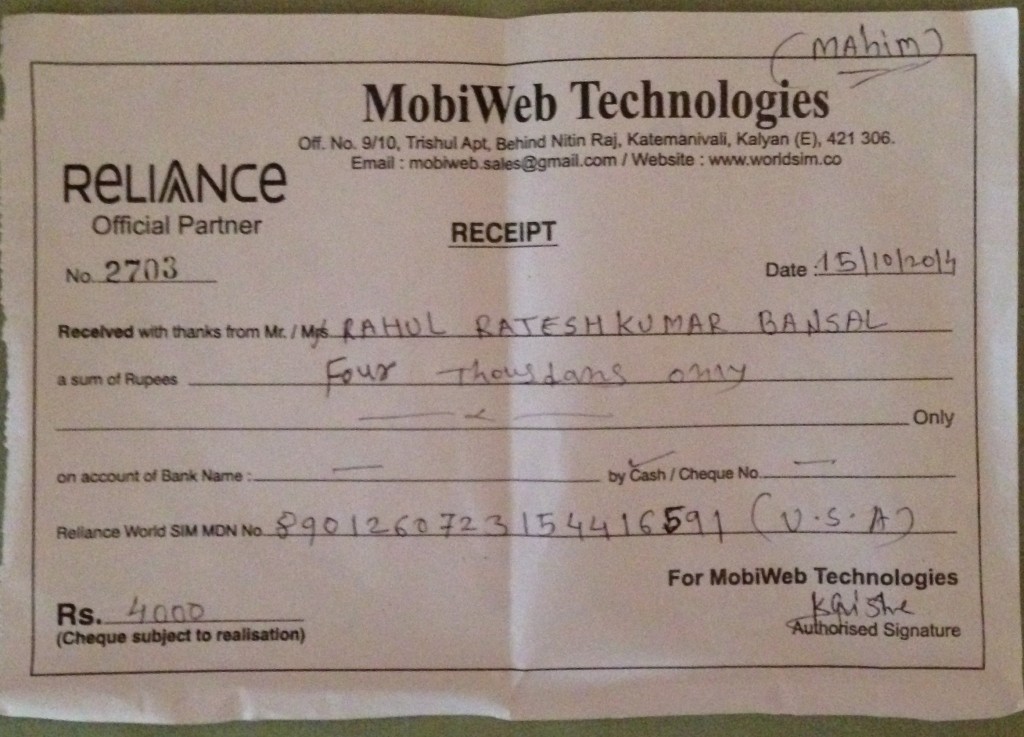 (MAhim)
MobiWeb Technologies
Off. No. 9/10, Trishul Apt, Behind Nitin Raj, Katemanivali, Kalyan (E), 421 306.
Email : mobiweb.sales@gmail.com / Website : www.worldsim.co
RELIANCE
Official Partner
RECEIPT
No. 2703
Date : 15/10/2014
Received with thanks from Mr. / Mrs. RAHUL RATESHKUMAR BANSAL
a sum of Rupees Four Thousdans only
Only
on account of Bank Name : — by Cash / Cheque No. —
Reliance World SIM MDN No. 8901260723154416591 (U.S.A)
For MobiWeb Technologies
Rs. 4000
(Cheque subject to realisation)
Authorised Signature